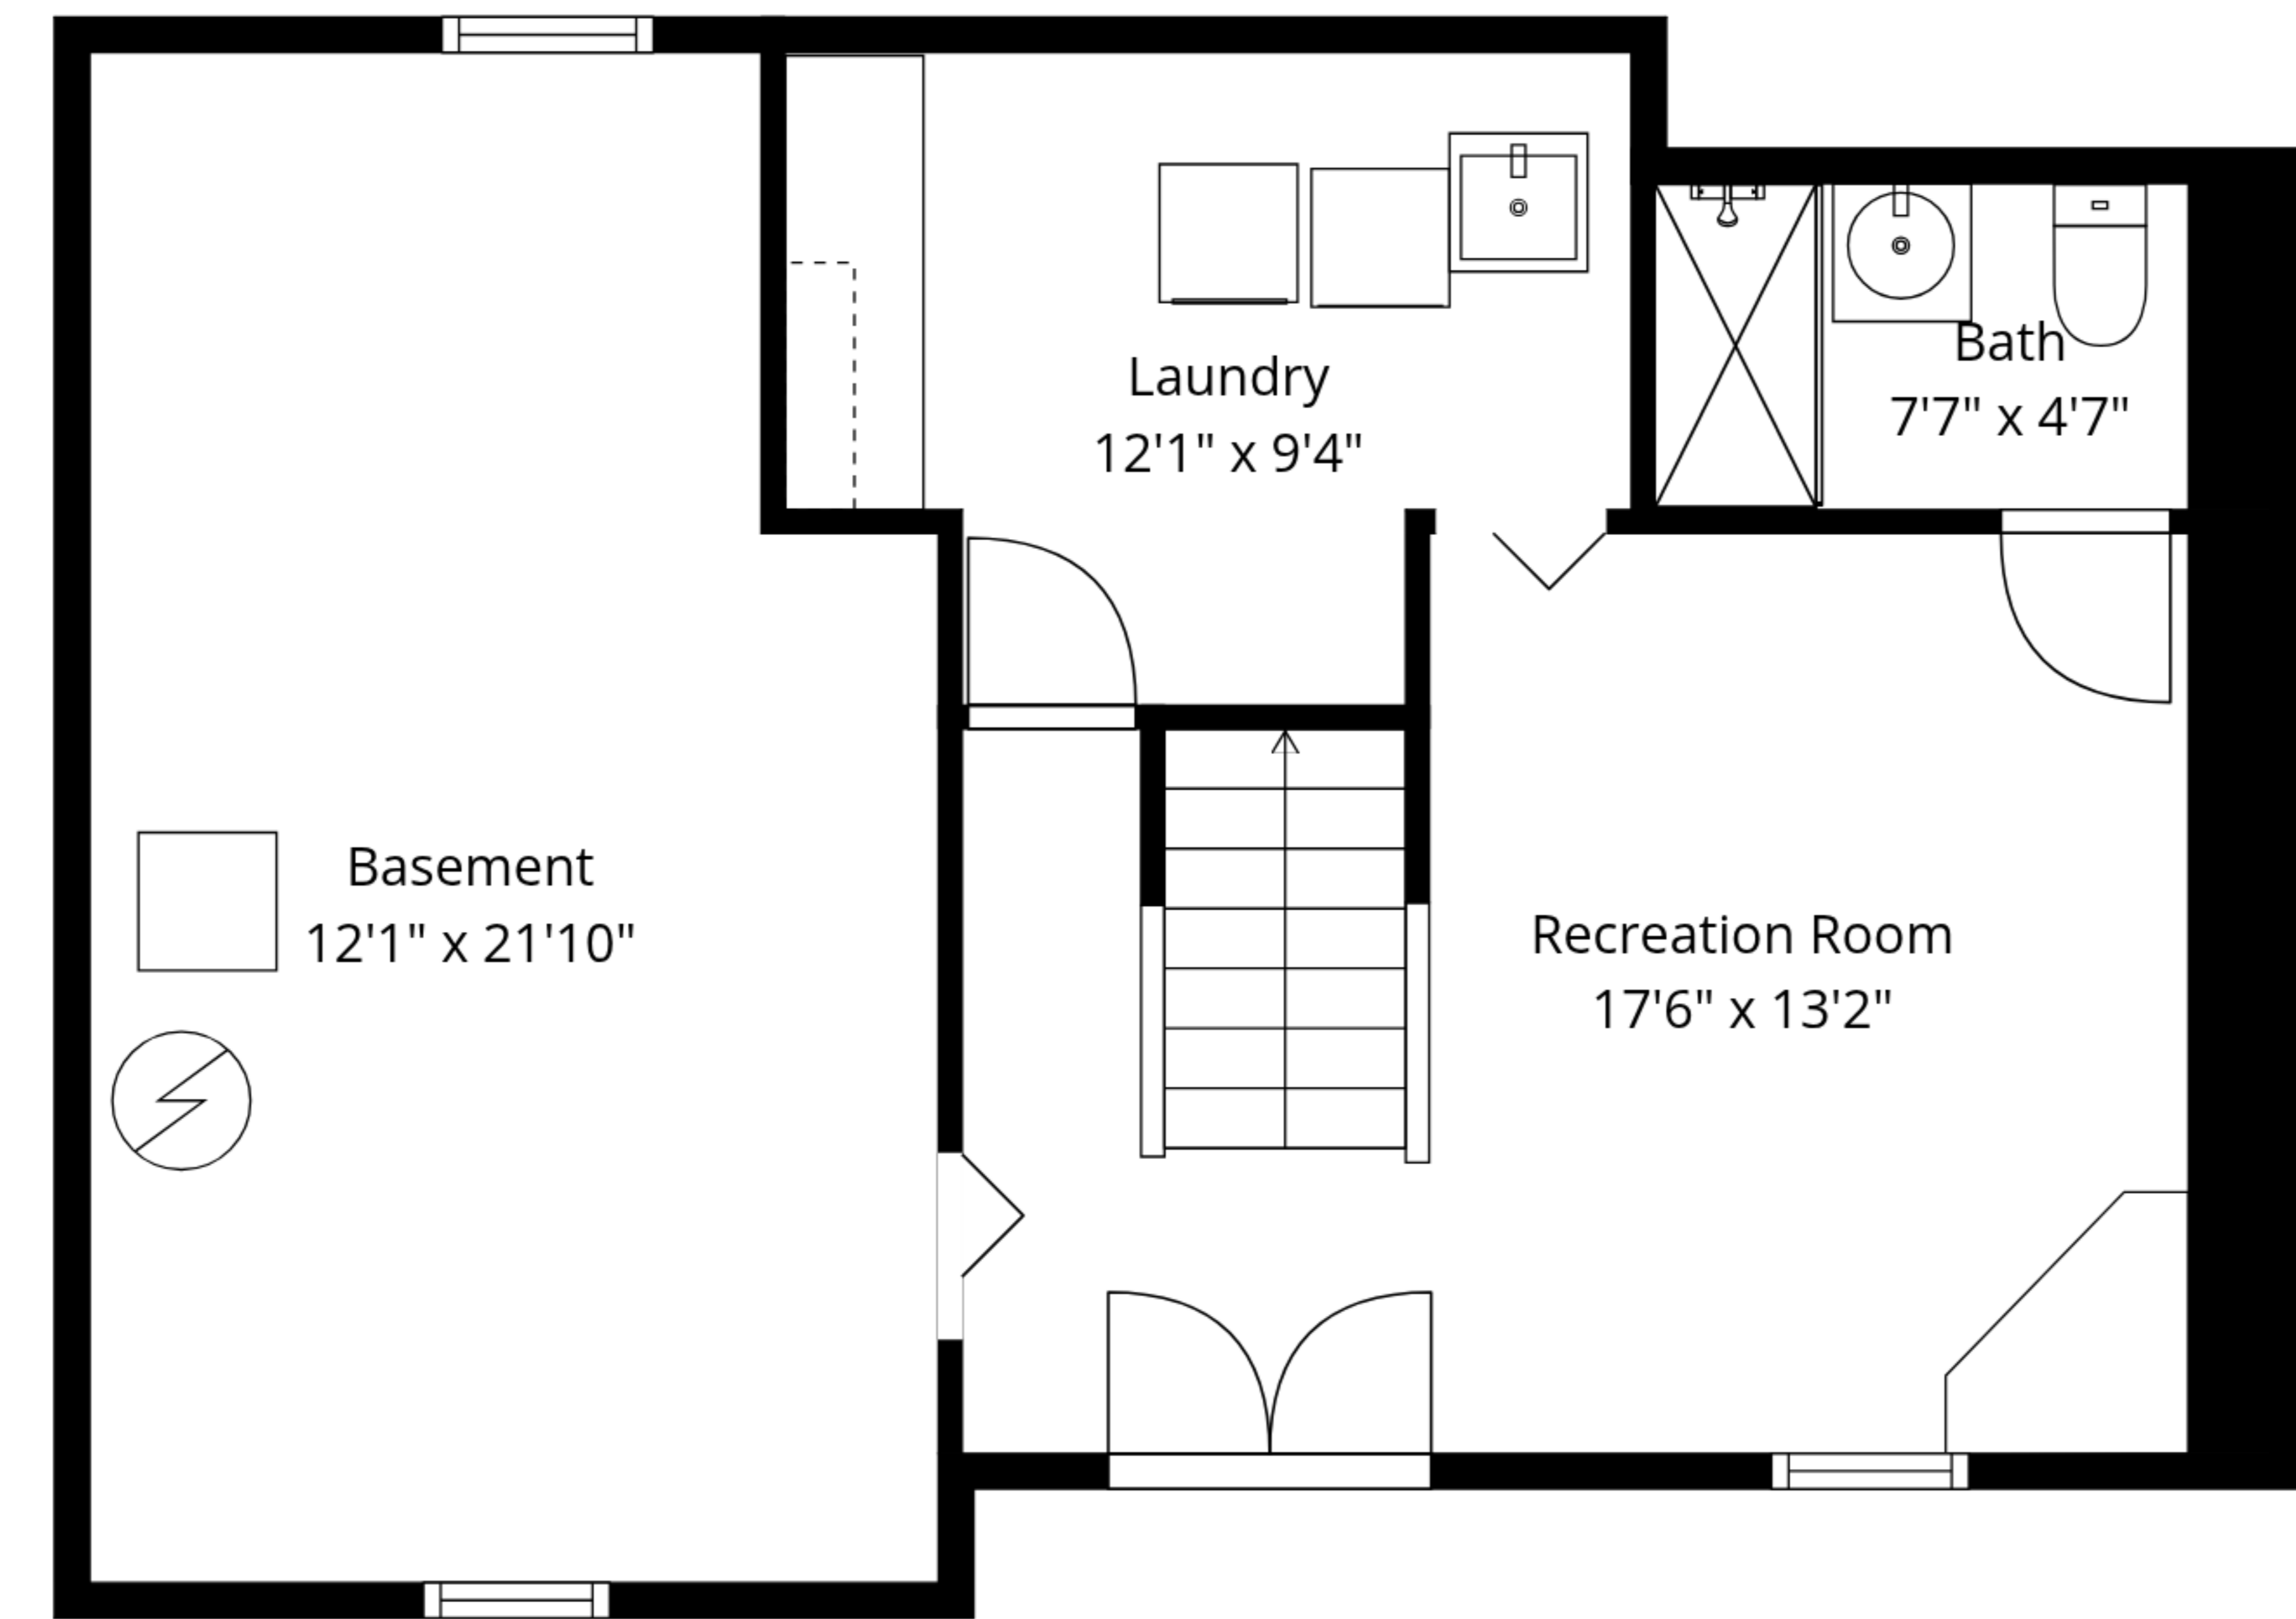 Laundry
12'1" x 9'4"
Bath
7'7" x 4'7"
Basement
12'1" x 21'10"
Recreation Room
17'6" x 13'2"